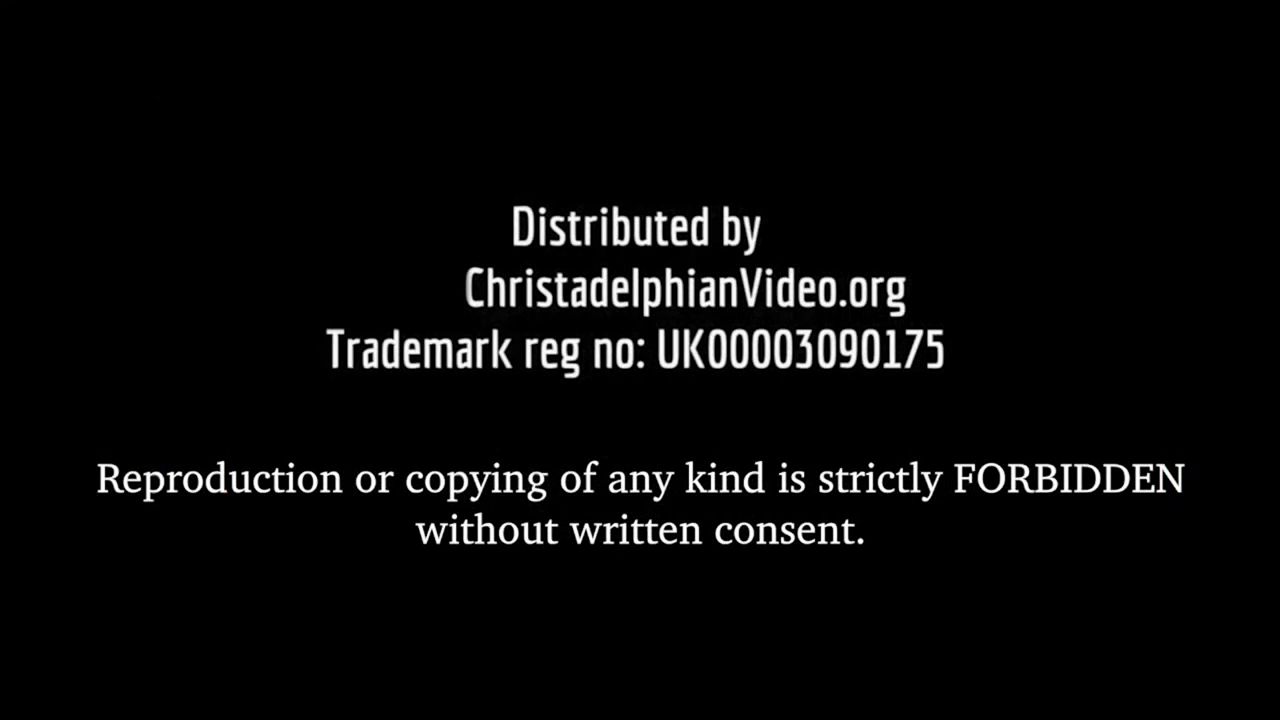 Distributed by
ChristadelphianVideo.org
Trademark reg no: UK00003090175
Reproduction or copying of any kind is strictly FORBIDDEN
without written consent.